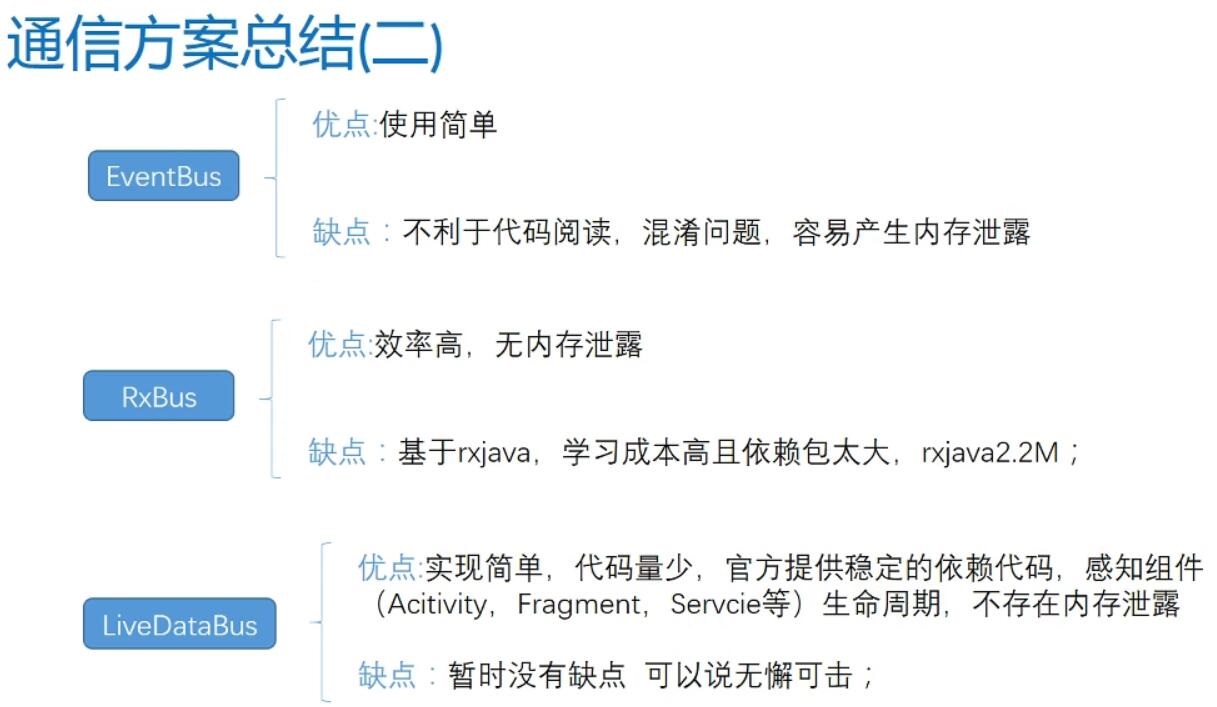 通信方案总结(二)
EventBus
优点:使用简单
缺点：不利于代码阅读，混淆问题，容易产生内存泄露
RxBus
优点:效率高，无内存泄露
缺点：基于rxjava，学习成本高且依赖包太大，rxjava2.2M；
LiveDataBus
优点:实现简单，代码量少，官方提供稳定的依赖代码，感知组件
（Acitivity，Fragment，Servcie等）生命周期，不存在内存泄露
缺点：暂时没有缺点 可以说无懈可击；